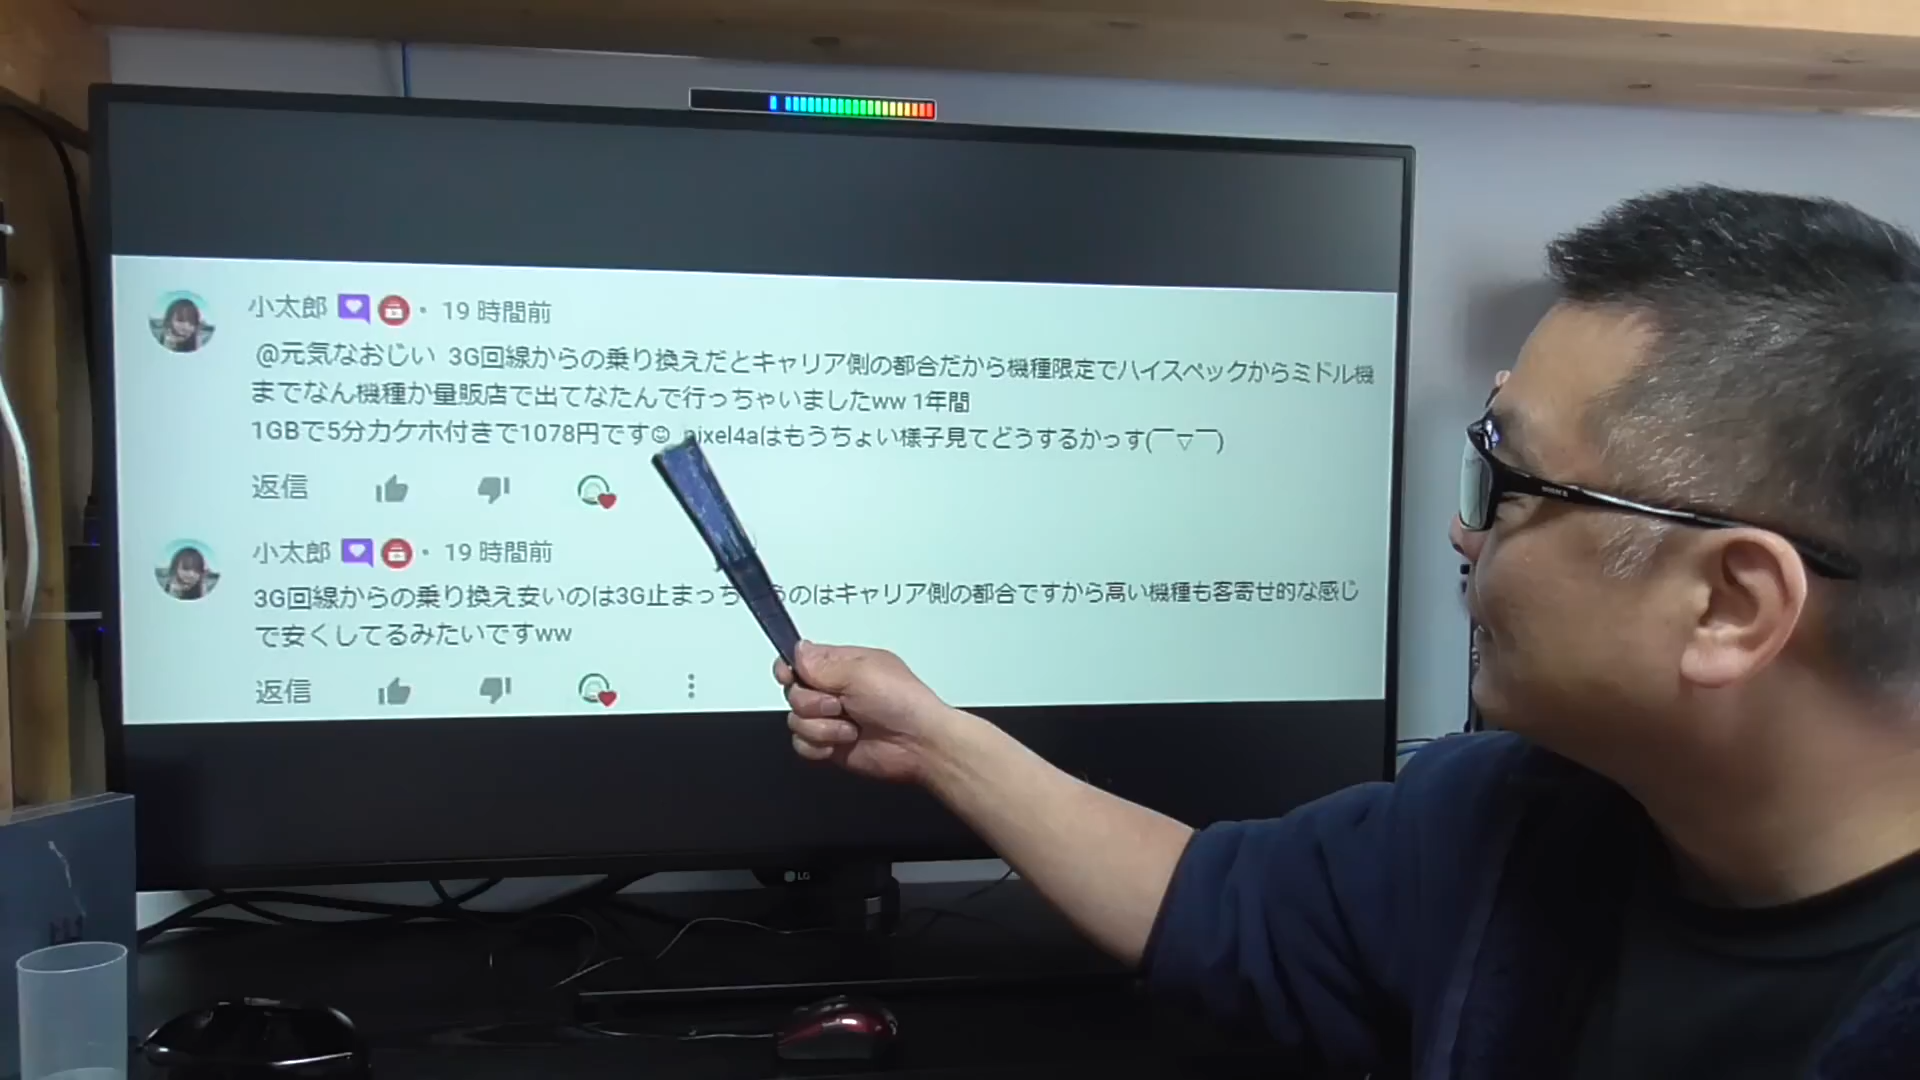 小太郎 • 19 時間前
@元気なおじい 3G回線からの乗り換えだとキャリア側の都合だから機種限定でハイスペックからミドル機
までなん機種か量販店で出てなたんで行っちゃいましたww 1年間
1GBで5分カケホ付きで1078円です☺ pixel4aはもうちょい様子見てどうするかっす(￣▽￣)
返信
小太郎 • 19 時間前
3G回線からの乗り換え安いのは3G止まっち うのはキャリア側の都合ですから高い機種も客寄せ的な感じ
で安くしてるみたいですww
返信
LG